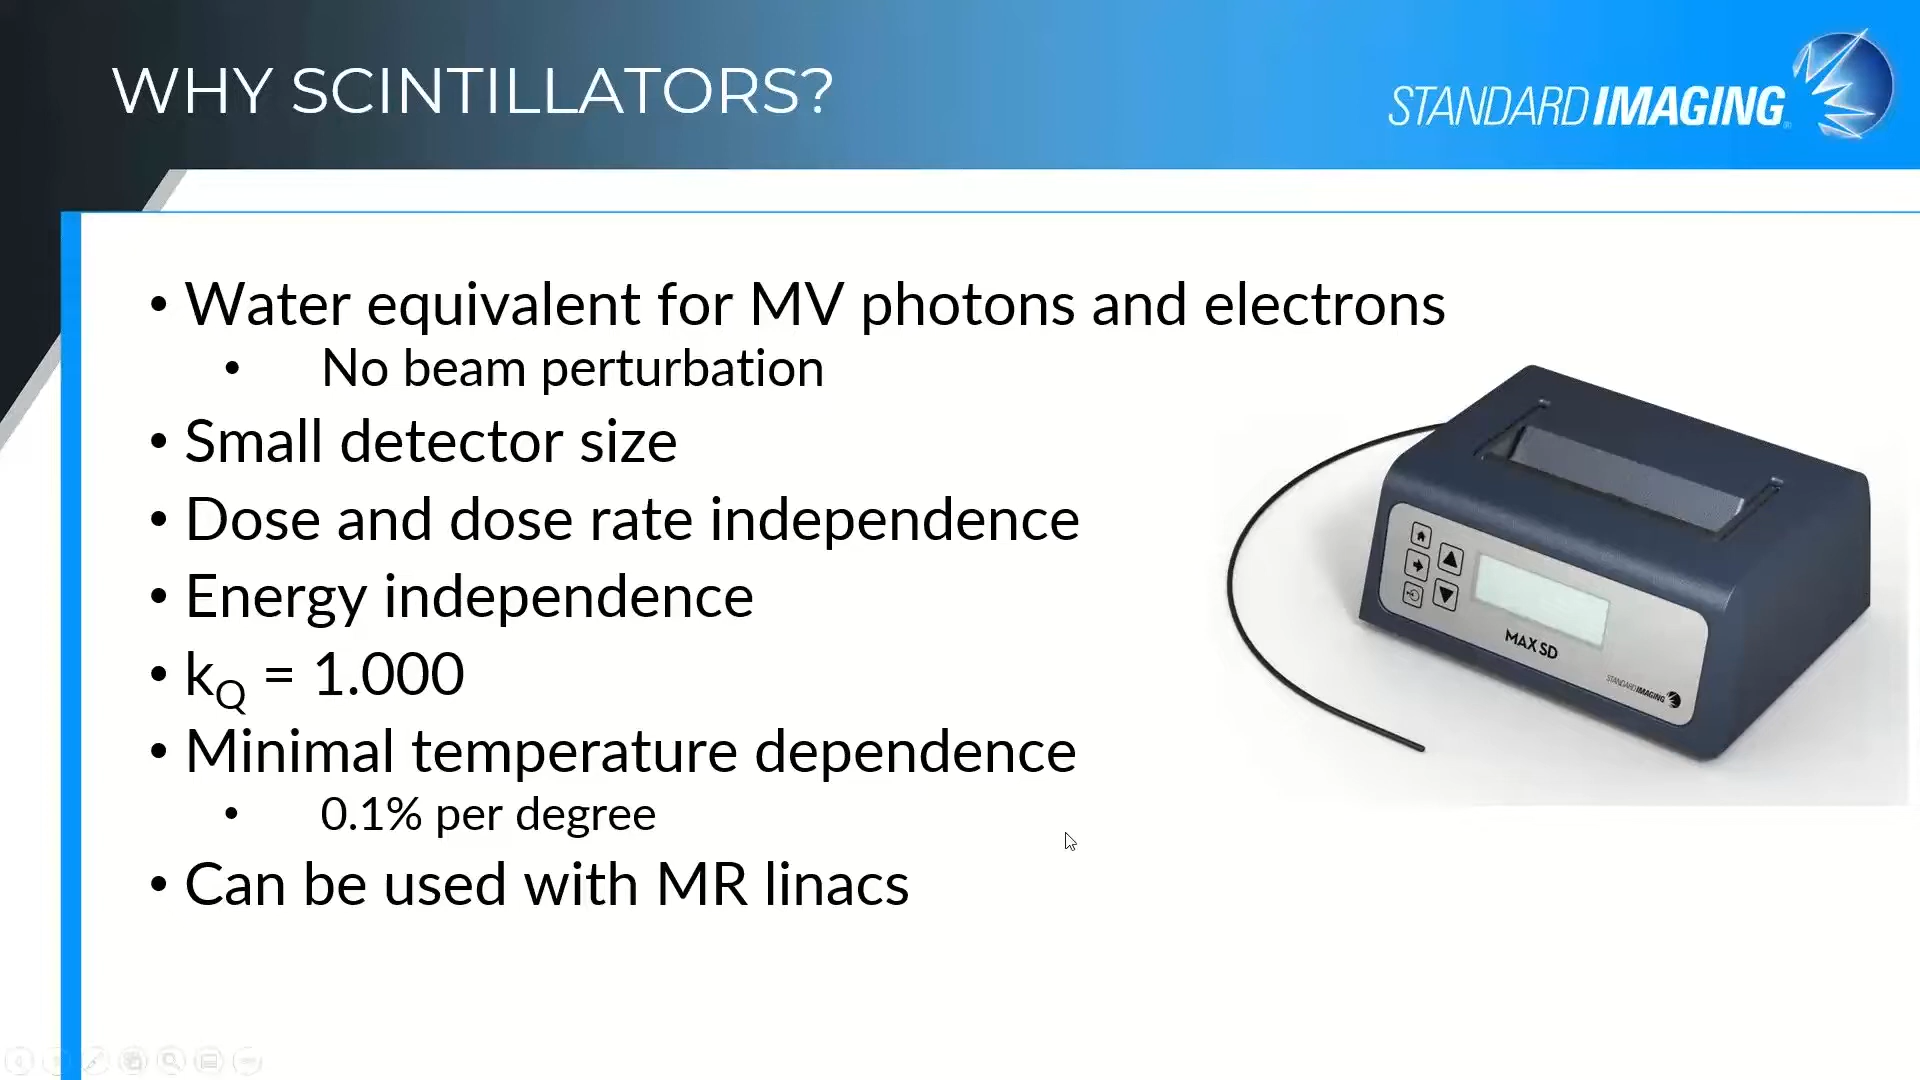 WHY SCINTILLATORS?
STANDARD IMAGING
• Water equivalent for MV photons and electrons
• No beam perturbation
• Small detector size
• Dose and dose rate independence
• Energy independence
• kQ = 1.000
• Minimal temperature dependence
• 0.1% per degree
• Can be used with MR linacs
MAX SD
STANDARD IMAGING